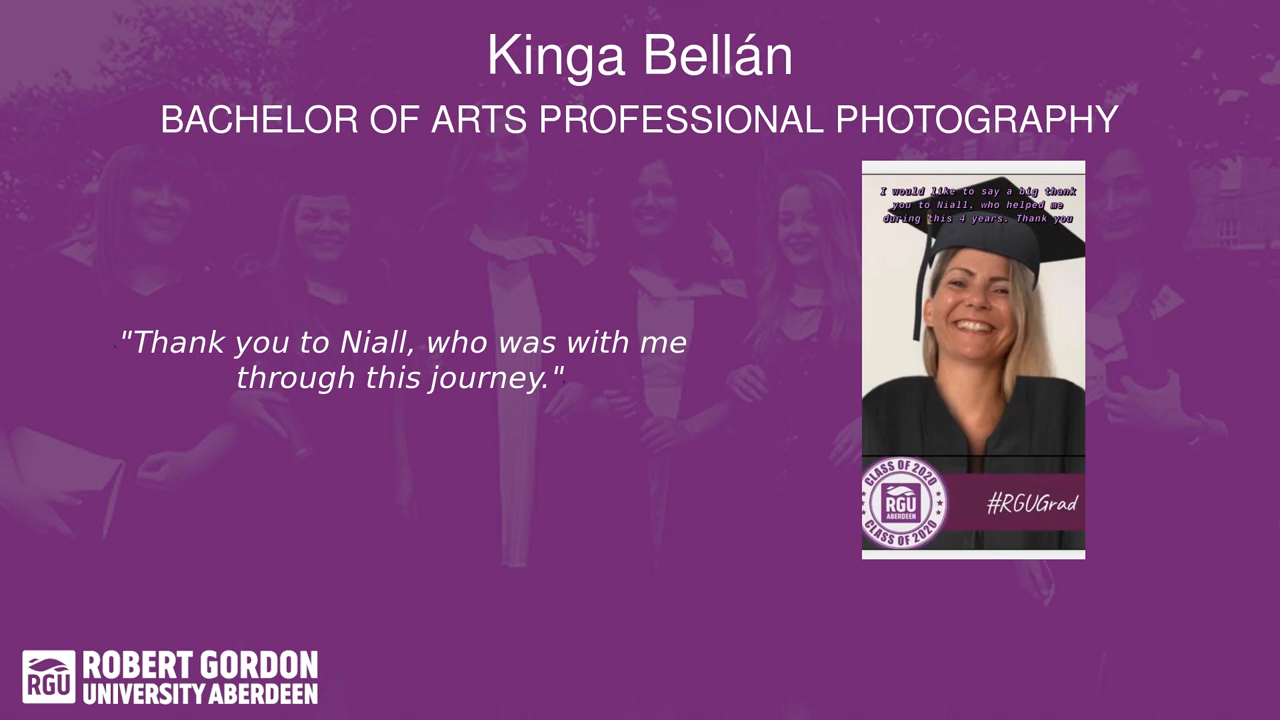 Kinga Bellán
BACHELOR OF ARTS PROFESSIONAL PHOTOGRAPHY
I would like to say a big thank
you to Niall, who helped me
during this 4 years. Thank you
"Thank you to Niall, who was with me
through this journey."
CLASS OF 2020
RGU
ABERDEEN
CLASS OF 2020
#RGUGrad
RGU
ROBERT GORDON
UNIVERSITY ABERDEEN